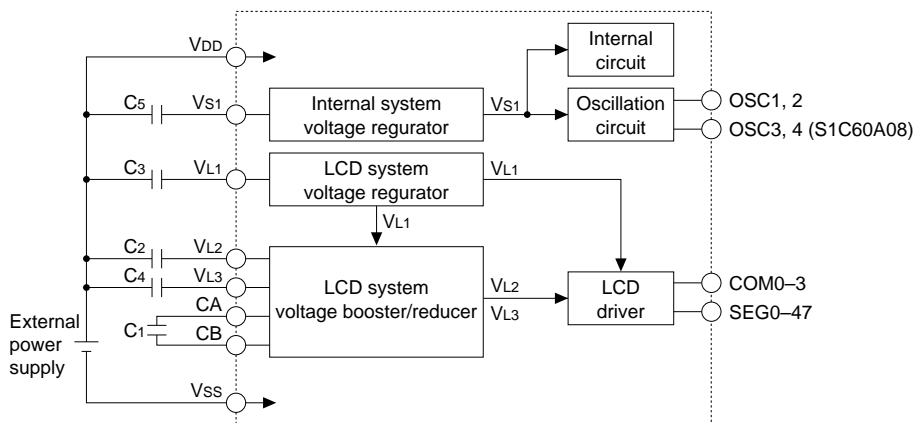 VDD
Internal
circuit
C5
VS1
Internal system
voltage regurator
VS1
Oscillation
circuit
OSC1, 2
OSC3, 4 (S1C60A08)
C3
VL1
LCD system
voltage regurator
VL1
VL1
C2
VL2
C4
VL3
CA
C1
CB
LCD system
voltage booster/reducer
VL2
VL3
LCD
driver
COM0–3
SEG0–47
External
power
supply
VSS